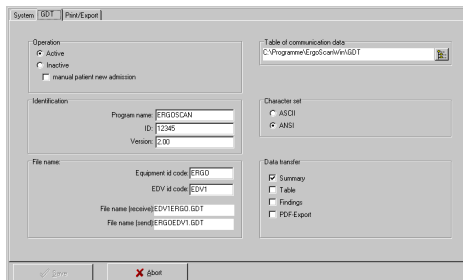 System GDT Print/Export
Operation
Active
Inactive
manual patient new admission
Table of communication data
C:\Programme\ErgoScanWin\GDT
Identification
Program name: ERGOSCAN
ID: 12345
Version: 2.00
Character set
ASCII
ANSI
File name:
Equipment id code: ERGO
EDV id code: EDV1
File name (receive): EDV1ERGO.GDT
File name (send) ERGOEDV1.GDT
Data transfer
Summary
Table
Findings
PDF-Export
Save Abort